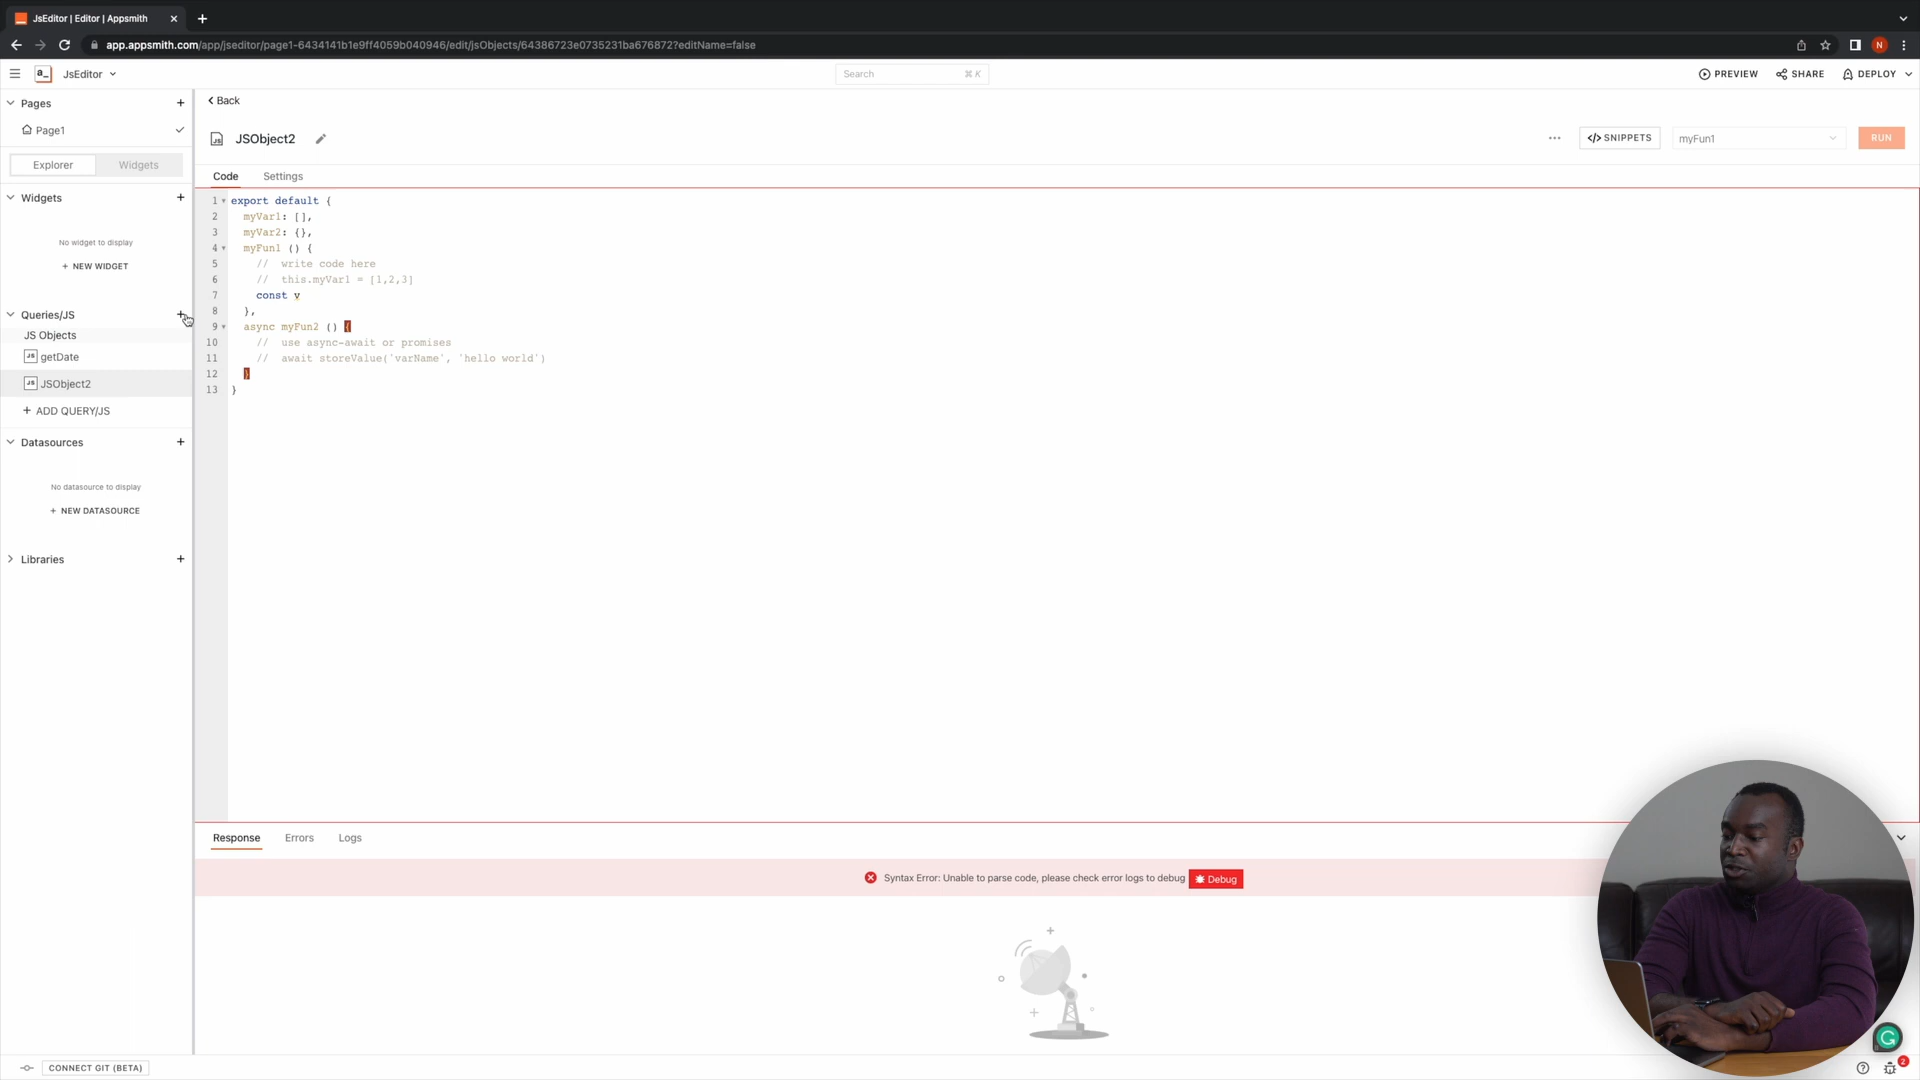 JsEditor | Editor | Appsmith
app.appsmith.com/app/jseditor/page1-6434141b1e9ff4059b040946/edit/jsObjects/64386723e0735231ba676872?editName=false
N
a_ JsEditor
Search ⌘ K
PREVIEW SHARE DEPLOY
Pages +
Page1
Explorer Widgets
Widgets +
No widget to display
+ NEW WIDGET
Queries/JS +
JS Objects
JS getDate
JS JSObject2
+ ADD QUERY/JS
Datasources +
No datasource to display
+ NEW DATASOURCE
Libraries +
CONNECT GIT (BETA)
Back
JS JSObject2
... </> SNIPPETS myFun1 RUN
Code Settings
1 export default {
2 myVar1: [],
3 myVar2: {},
4 myFun1 () {
5 // write code here
6 // this.myVar1 = [1,2,3]
7 const v
8 },
9 async myFun2 () {
10 // use async-await or promises
11 // await storeValue('varName', 'hello world')
12 }
13 }
Response Errors Logs
Syntax Error: Unable to parse code, please check error logs to debug Debug
G
? 2